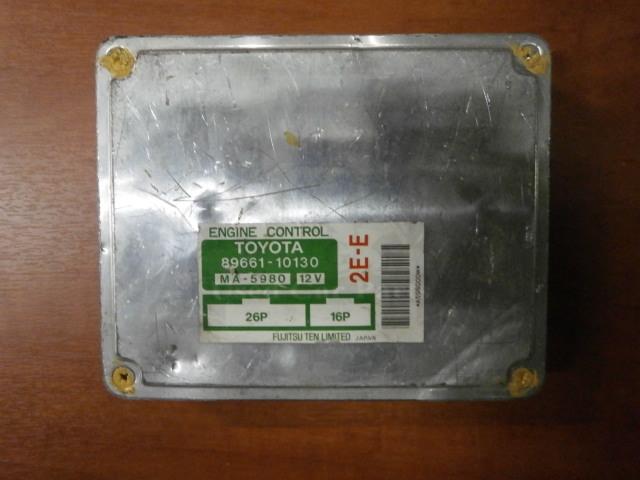 ENGINE CONTROL
TOYOTA
89661-10130
MA-5980 12V
2E-E
26P 16P
FUJITSU TEN LIMITED JAPAN